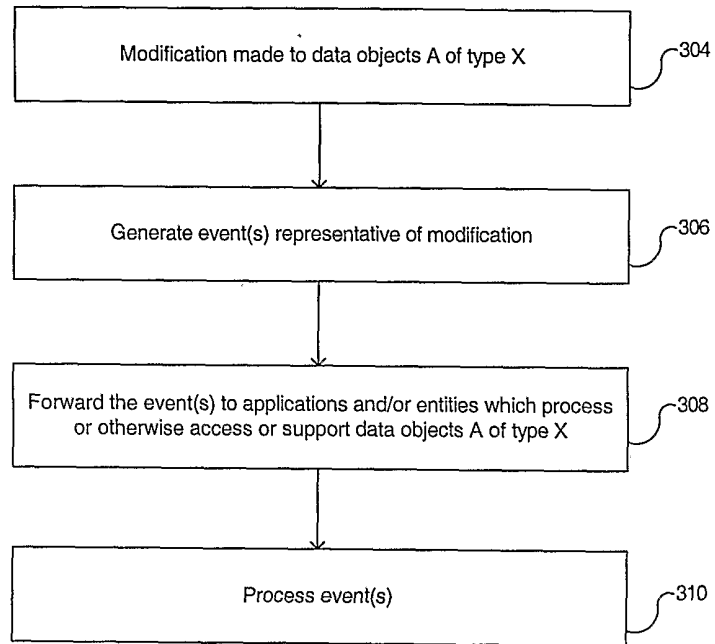 Modification made to data objects A of type X
304
Generate event(s) representative of modification
306
Forward the event(s) to applications and/or entities which process
or otherwise access or support data objects A of type X
308
Process event(s)
310